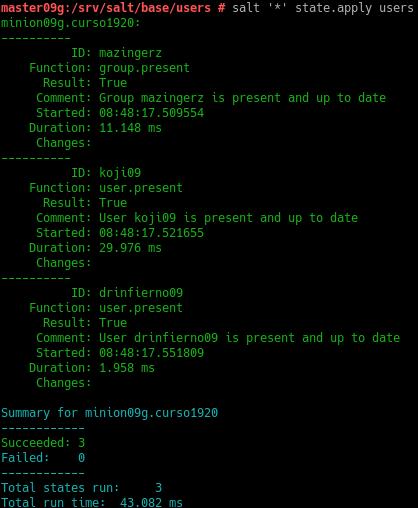 master09g:/srv/salt/base/users # salt '*' state.apply users
minion09g.curso1920:
----------
ID: mazingerz
Function: group.present
Result: True
Comment: Group mazingerz is present and up to date
Started: 08:48:17.509554
Duration: 11.148 ms
Changes:
----------
ID: koji09
Function: user.present
Result: True
Comment: User koji09 is present and up to date
Started: 08:48:17.521655
Duration: 29.976 ms
Changes:
----------
ID: drinfierno09
Function: user.present
Result: True
Comment: User drinfierno09 is present and up to date
Started: 08:48:17.551809
Duration: 1.958 ms
Changes:
Summary for minion09g.curso1920
------------
Succeeded: 3
Failed: 0
------------
Total states run: 3
Total run time: 43.082 ms